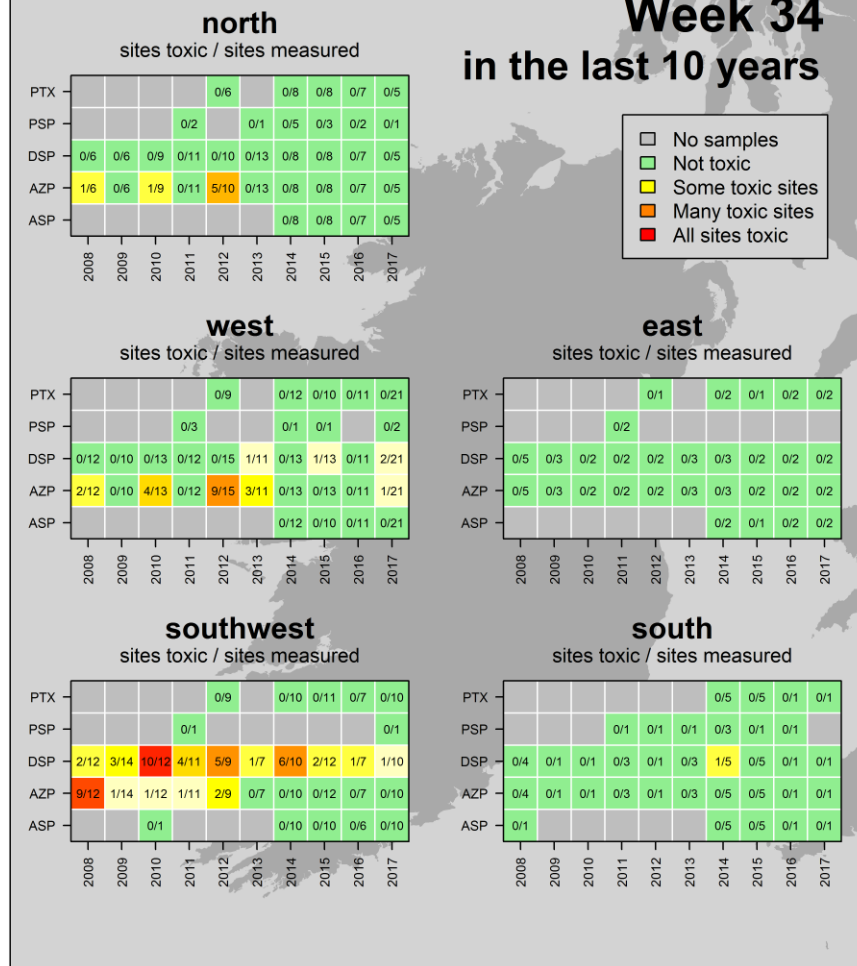 Week 34
in the last 10 years
No samples
Not toxic
Some toxic sites
Many toxic sites
All sites toxic
north
sites toxic / sites measured
PTX 0/6 0/8 0/8 0/7 0/5
PSP 0/2 0/1 0/5 0/3 0/2 0/1
DSP 0/6 0/6 0/9 0/11 0/10 0/13 0/8 0/8 0/7 0/5
AZP 1/6 0/6 1/9 0/11 5/10 0/13 0/8 0/8 0/7 0/5
ASP 0/8 0/8 0/7 0/5
2008 2009 2010 2011 2012 2013 2014 2015 2016 2017
west
sites toxic / sites measured
PTX 0/9 0/12 0/10 0/11 0/21
PSP 0/3 0/1 0/1 0/2
DSP 0/12 0/10 0/13 0/12 0/15 1/11 0/13 1/13 0/11 2/21
AZP 2/12 0/10 4/13 0/12 9/15 3/11 0/13 0/13 0/11 1/21
ASP 0/12 0/10 0/11 0/21
2008 2009 2010 2011 2012 2013 2014 2015 2016 2017
east
sites toxic / sites measured
PTX 0/1 0/2 0/1 0/2 0/2
PSP 0/2
DSP 0/5 0/3 0/2 0/2 0/2 0/3 0/3 0/2 0/2 0/2
AZP 0/5 0/3 0/2 0/2 0/2 0/3 0/3 0/2 0/2 0/2
ASP 0/2 0/1 0/2 0/2
2008 2009 2010 2011 2012 2013 2014 2015 2016 2017
southwest
sites toxic / sites measured
PTX 0/9 0/10 0/11 0/7 0/10
PSP 0/1 0/1
DSP 2/12 3/14 10/12 4/11 5/9 1/7 6/10 2/12 1/7 1/10
AZP 9/12 1/14 1/12 1/11 2/9 0/7 0/10 0/12 0/7 0/10
ASP 0/1 0/10 0/10 0/6 0/10
2008 2009 2010 2011 2012 2013 2014 2015 2016 2017
south
sites toxic / sites measured
PTX 0/5 0/5 0/1 0/1
PSP 0/1 0/1 0/1 0/3 0/1 0/1
DSP 0/4 0/1 0/1 0/3 0/1 0/3 1/5 0/5 0/1 0/1
AZP 0/4 0/1 0/1 0/3 0/1 0/3 0/5 0/5 0/1 0/1
ASP 0/1 0/5 0/5 0/1 0/1
2008 2009 2010 2011 2012 2013 2014 2015 2016 2017